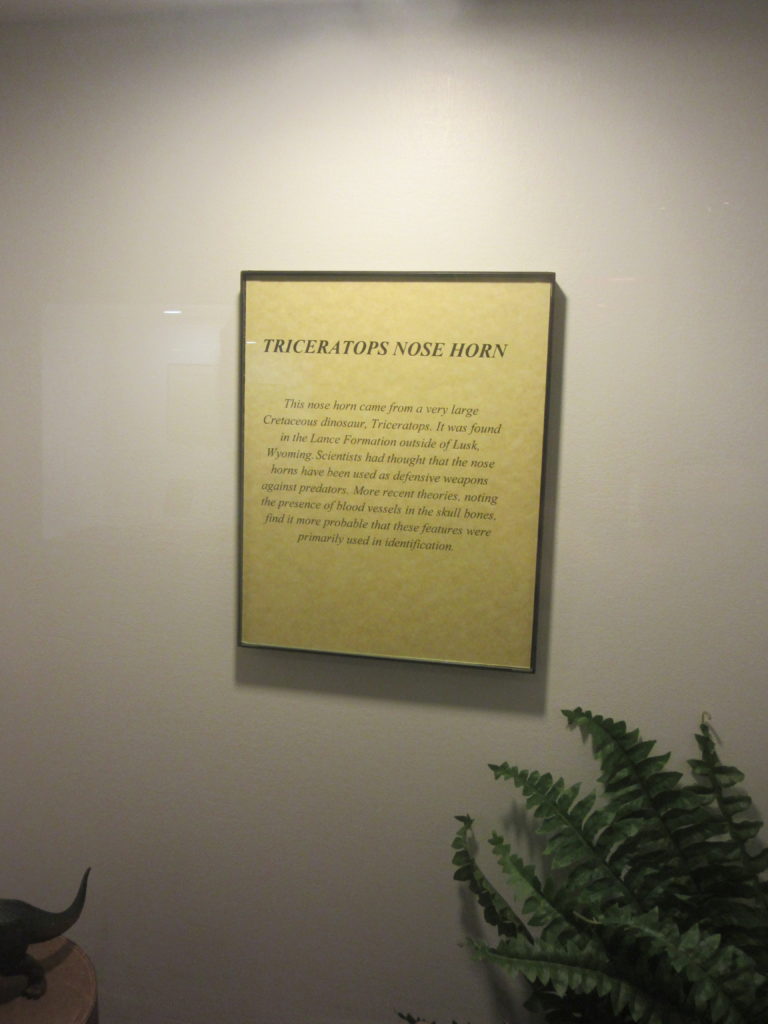 TRICERATOPS NOSE HORN
This nose horn came from a very large
Cretaceous dinosaur, Triceratops. It was found
in the Lance Formation outside of Lusk,
Wyoming. Scientists had thought that the nose
horns have been used as defensive weapons
against predators. More recent theories, noting
the presence of blood vessels in the skull bones,
find it more probable that these features were
primarily used in identification.